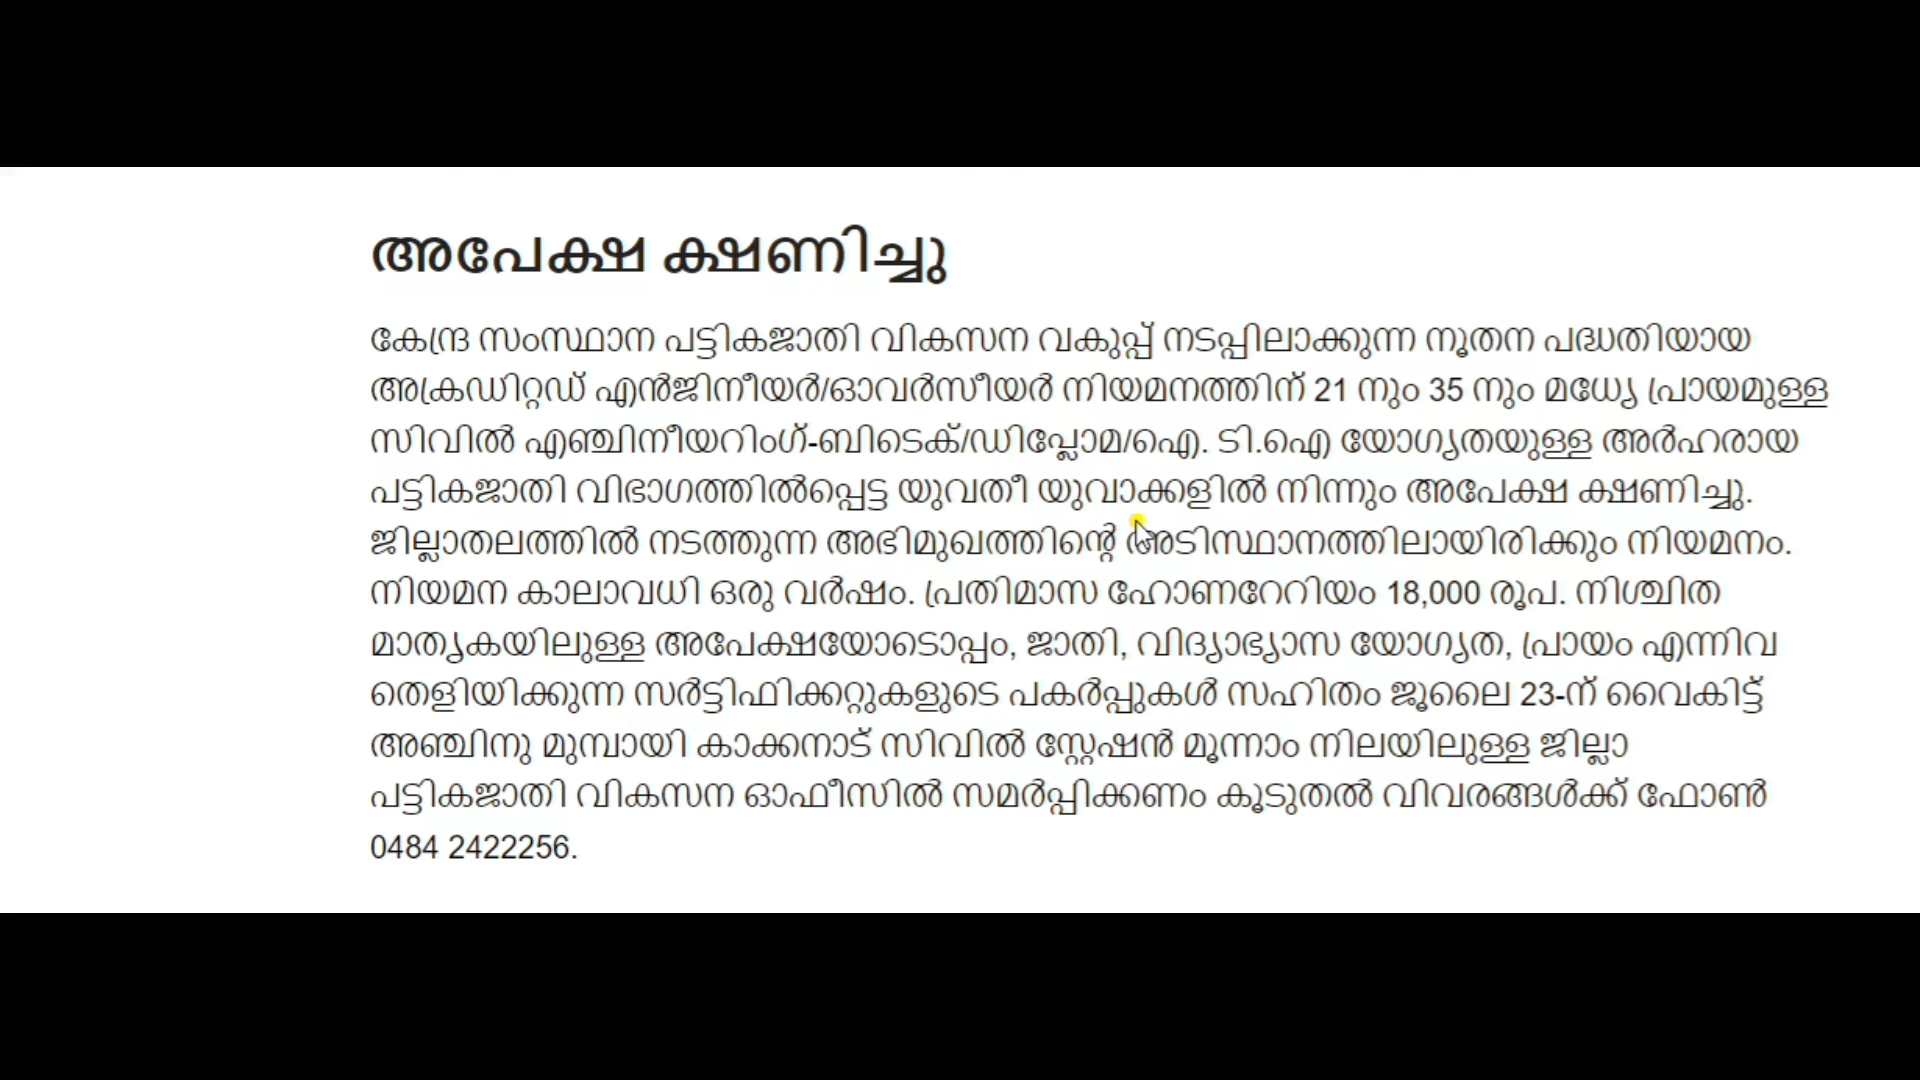 അപേക്ഷ ക്ഷണിച്ചു
കേന്ദ്ര സംസ്ഥാന പട്ടികജാതി വികസന വകുപ്പ് നടപ്പിലാക്കുന്ന നൂതന പദ്ധതിയായ
അക്രഡിറ്റഡ് എൻജിനീയർ/ഓവർസീയർ നിയമനത്തിന് 21 നും 35 നും മധ്യേ പ്രായമുള്ള
സിവിൽ എഞ്ചിനീയറിംഗ്-ബിടെക്/ഡിപ്ലോമ/ഐ. ടി.ഐ യോഗ്യതയുള്ള അർഹരായ
പട്ടികജാതി വിഭാഗത്തിൽപ്പെട്ട യുവതീ യുവാക്കളിൽ നിന്നും അപേക്ഷ ക്ഷണിച്ചു.
ജില്ലാതലത്തിൽ നടത്തുന്ന അഭിമുഖത്തിന്റെ അടിസ്ഥാനത്തിലായിരിക്കും നിയമനം.
നിയമന കാലാവധി ഒരു വർഷം. പ്രതിമാസ ഹോണറേറിയം 18,000 രൂപ. നിശ്ചിത
മാതൃകയിലുള്ള അപേക്ഷയോടൊപ്പം, ജാതി, വിദ്യാഭ്യാസ യോഗ്യത, പ്രായം എന്നിവ
തെളിയിക്കുന്ന സർട്ടിഫിക്കറ്റുകളുടെ പകർപ്പുകൾ സഹിതം ജൂലൈ 23-ന് വൈകിട്ട്
അഞ്ചിനു മുമ്പായി കാക്കനാട് സിവിൽ സ്റ്റേഷൻ മൂന്നാം നിലയിലുള്ള ജില്ലാ
പട്ടികജാതി വികസന ഓഫീസിൽ സമർപ്പിക്കണം കൂടുതൽ വിവരങ്ങൾക്ക് ഫോൺ
0484 2422256.